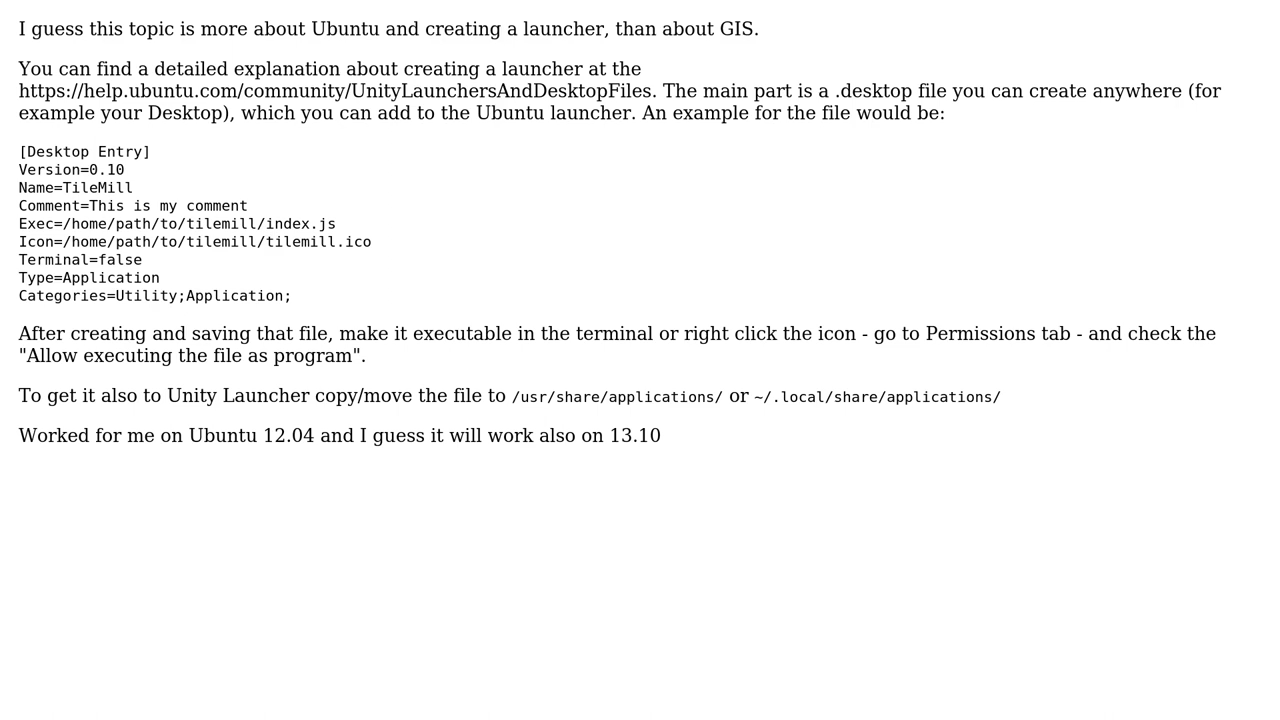 I guess this topic is more about Ubuntu and creating a launcher, than about GIS.
You can find a detailed explanation about creating a launcher at the
https://help.ubuntu.com/community/UnityLaunchersAndDesktopFiles. The main part is a .desktop file you can create anywhere (for
example your Desktop), which you can add to the Ubuntu launcher. An example for the file would be:
[Desktop Entry]
Version=0.10
Name=TileMill
Comment=This is my comment
Exec=/home/path/to/tilemill/index.js
Icon=/home/path/to/tilemill/tilemill.ico
Terminal=false
Type=Application
Categories=Utility;Application;
After creating and saving that file, make it executable in the terminal or right click the icon - go to Permissions tab - and check the
"Allow executing the file as program".
To get it also to Unity Launcher copy/move the file to /usr/share/applications/ or ~/.local/share/applications/
Worked for me on Ubuntu 12.04 and I guess it will work also on 13.10